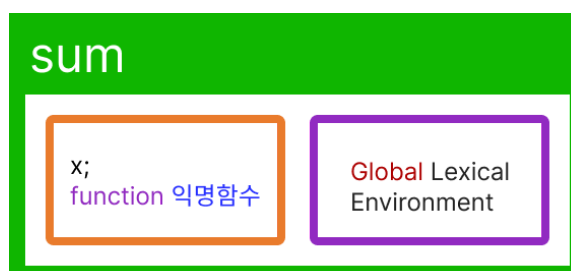 sum
x;
function 익명함수
Global Lexical
Environment